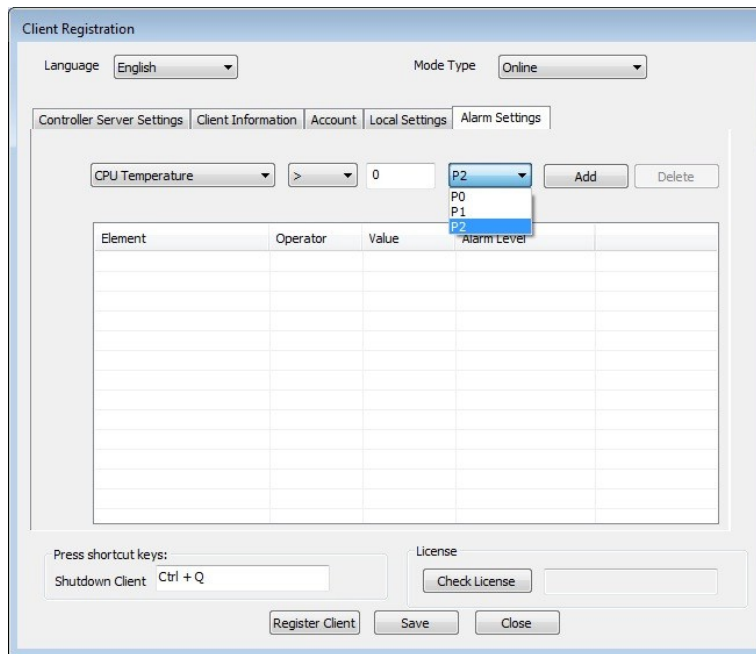 Client Registration
Language English Mode Type Online
Controller Server Settings Client Information Account Local Settings Alarm Settings
CPU Temperature > 0 P2 Add Delete
P0
P1
P2
Element Operator Value Alarm Level
Press shortcut keys:
Shutdown Client Ctrl + Q
License
Check License
Register Client Save Close